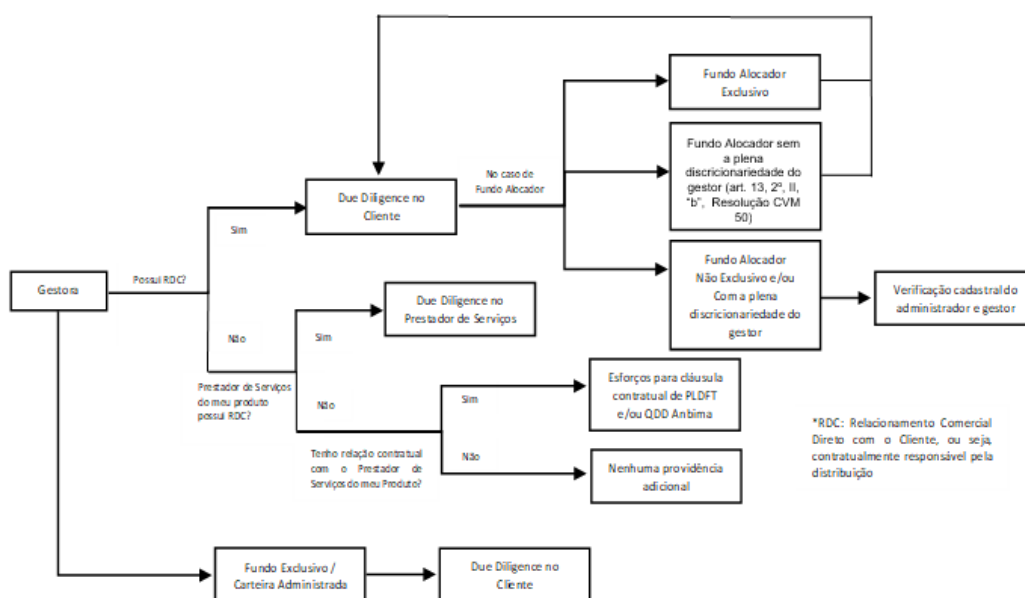 Fundo Alocador
Exclusivo
Fundo Alocador sem
a plena
discricionariedade do
gestor (art. 13, 2º, II,
"b", Resolução CVM
50)
No caso de
Fundo Alocador
Due Diligence no
Cliente
Sim
Fundo Alocador
Não Exclusivo e/ou
Com a plena
discricionariedade do
gestor
Verificação cadastral do
administrador e gestor
Gestora
Possui RDC?
Due Diligence no
Prestador de Serviços
Não
Sim
Prestador de Serviços
do meu produto
possui RDC?
Não
Sim
Esforços para cláusula
contratual de PLDFT
e/ou QDD Anbima
*RDC: Relacionamento Comercial
Direto com o Cliente, ou seja,
contratualmente responsável pela
distribuição
Tenho relação contratual
com o Prestador de
Serviços do meu Produto?
Não
Nenhuma providência
adicional
Fundo Exclusivo /
Carteira Administrada
Due Diligence no
Cliente